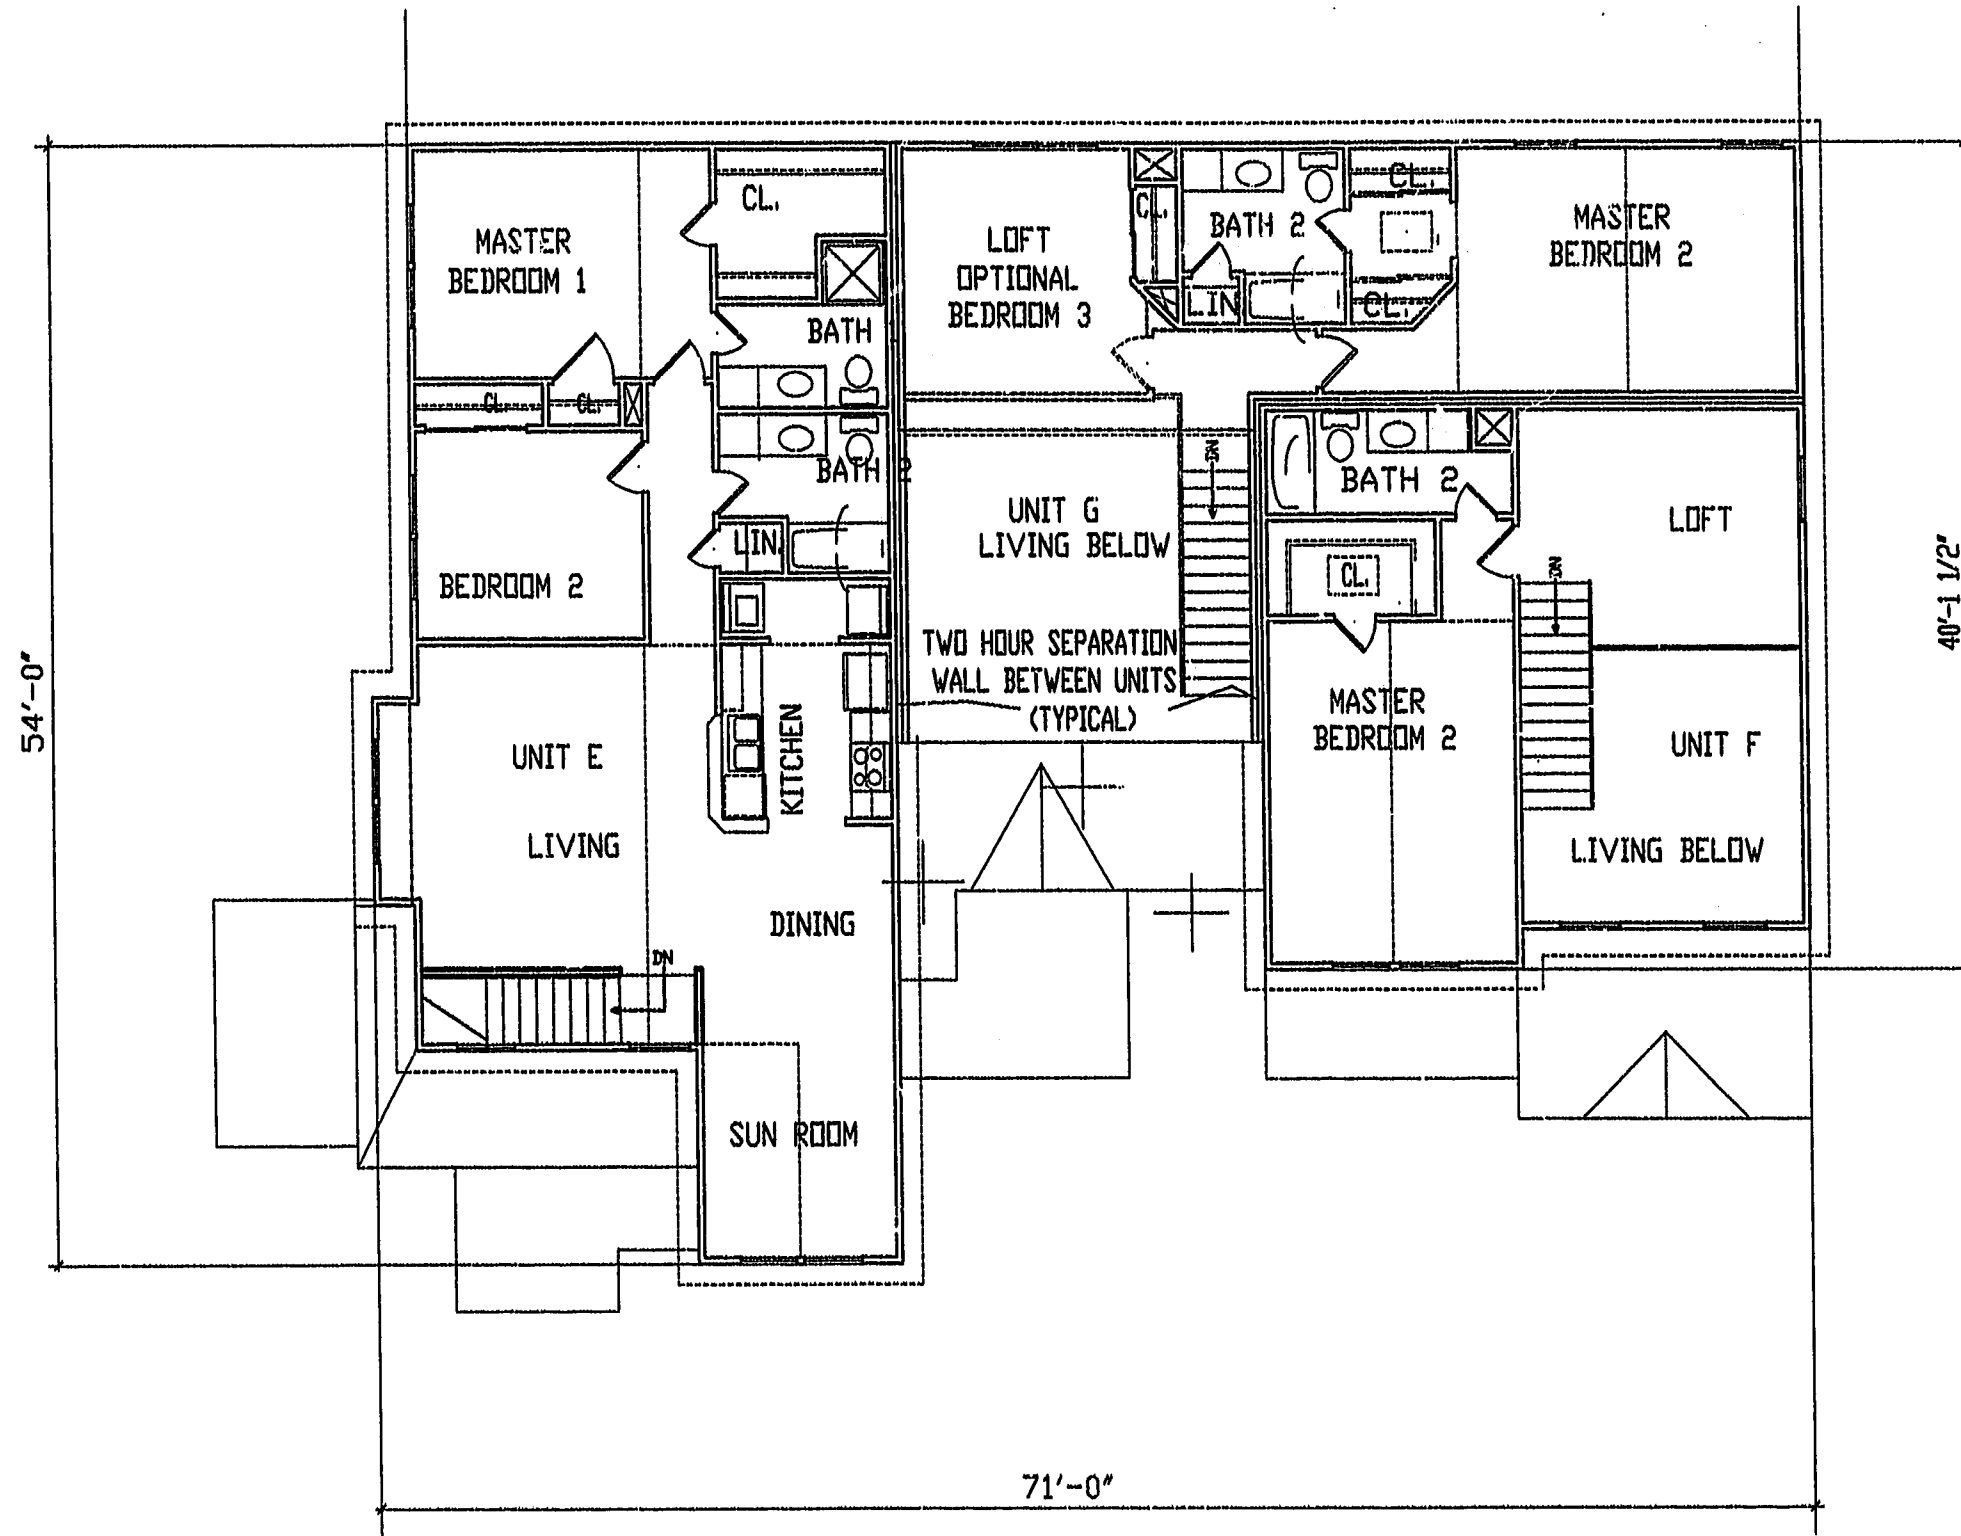 MASTER
BEDROOM 1
CL.
LOFT
OPTIONAL
BEDROOM 3
CL.
BATH 2
LIN
CL.
CL.
MASTER
BEDROOM 2
BATH
CL.
CL.
BATH 2
LIN.
BEDROOM 2
UNIT G
LIVING BELOW
DN
BATH 2
CL.
LOFT
DN
TWO HOUR SEPARATION
WALL BETWEEN UNITS
(TYPICAL)
MASTER
BEDROOM 2
UNIT F
LIVING BELOW
UNIT E
LIVING
KITCHEN
DINING
DN
SUN ROOM
54'-0"
40'-1 1/2"
71'-0"